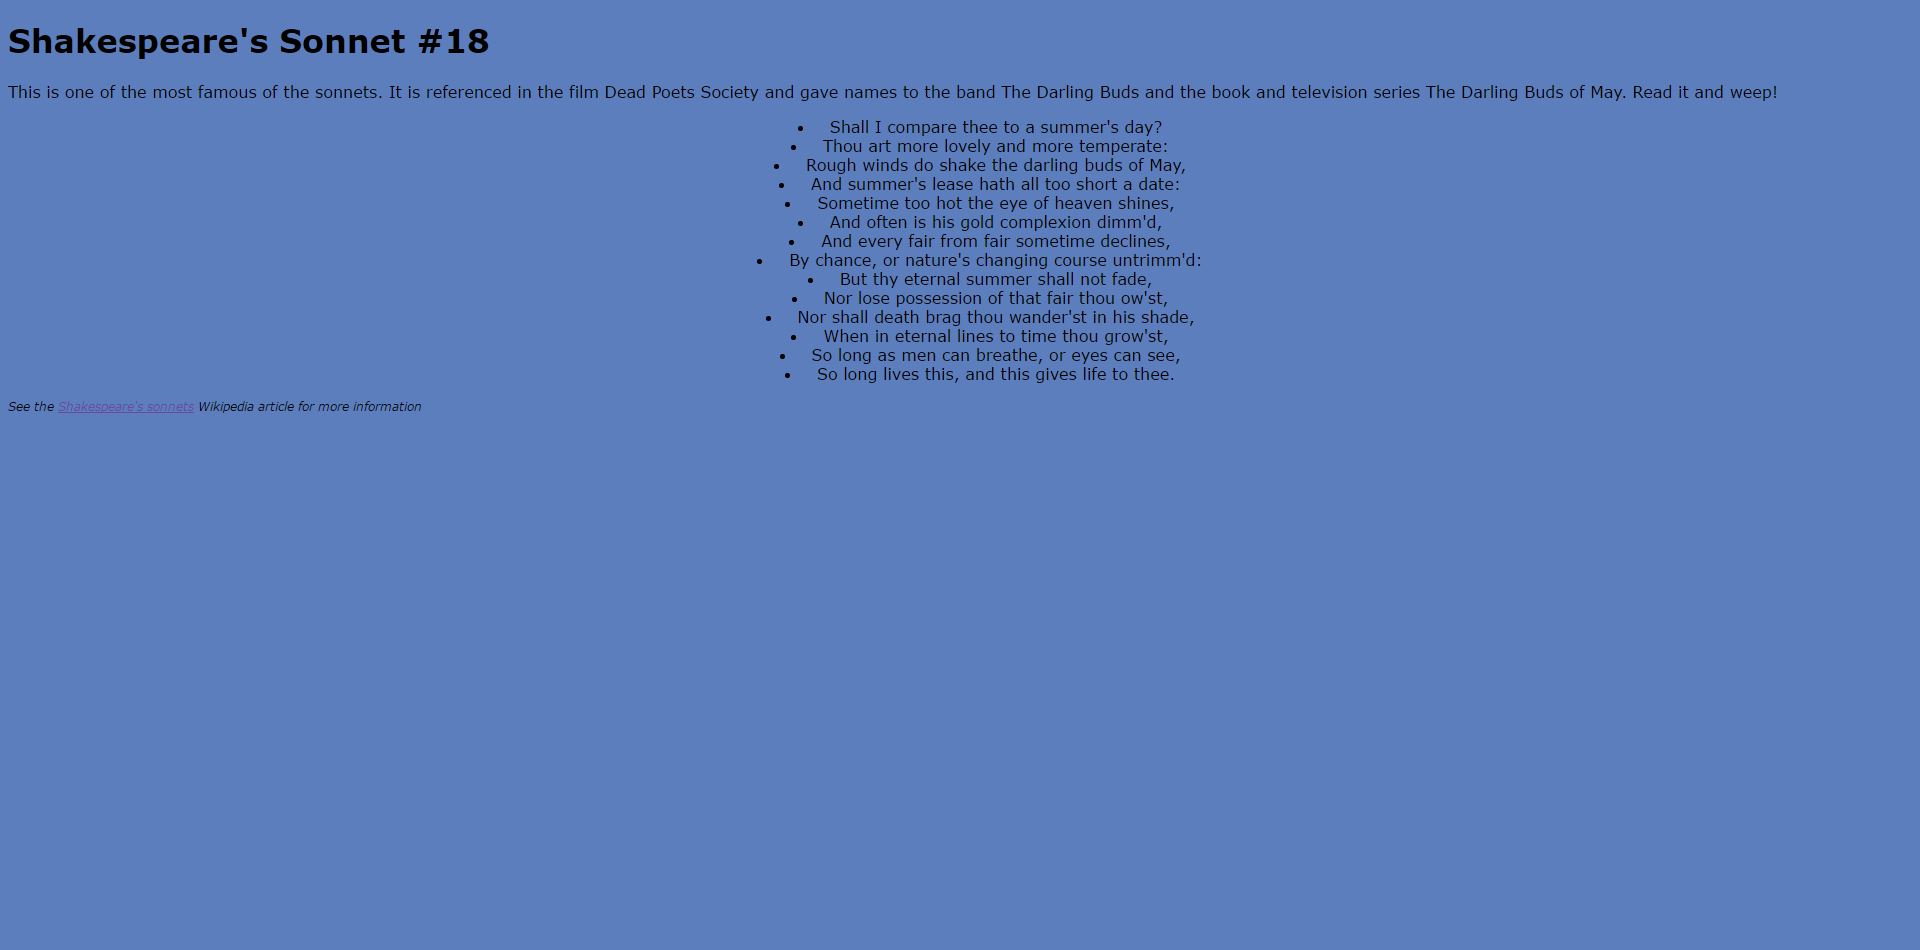 Shakespeare's Sonnet #18
This is one of the most famous of the sonnets. It is referenced in the film Dead Poets Society and gave names to the band The Darling Buds and the book and television series The Darling Buds of May. Read it and weep!
• Shall I compare thee to a summer's day?
• Thou art more lovely and more temperate:
• Rough winds do shake the darling buds of May,
• And summer's lease hath all too short a date:
• Sometime too hot the eye of heaven shines,
• And often is his gold complexion dimm'd,
• And every fair from fair sometime declines,
• By chance, or nature's changing course untrimm'd:
• But thy eternal summer shall not fade,
• Nor lose possession of that fair thou ow'st,
• Nor shall death brag thou wander'st in his shade,
• When in eternal lines to time thou grow'st,
• So long as men can breathe, or eyes can see,
• So long lives this, and this gives life to thee.
See the Shakespeare's sonnets Wikipedia article for more information